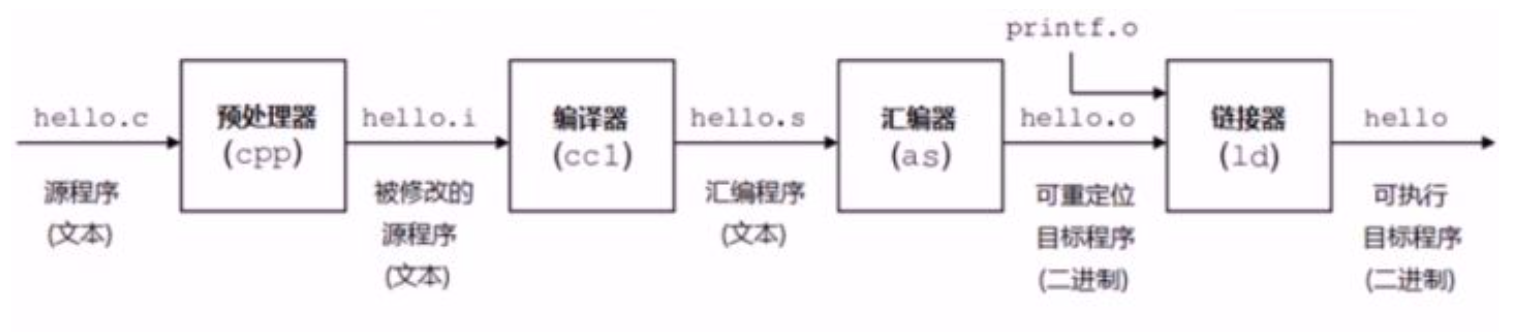 printf.o
hello.c
预处理器
(cpp)
hello.i
编译器
(cc1)
hello.s
汇编器
(as)
hello.o
链接器
(ld)
hello
源程序
(文本)
被修改的
源程序
(文本)
汇编程序
(文本)
可重定位
目标程序
(二进制)
可执行
目标程序
(二进制)